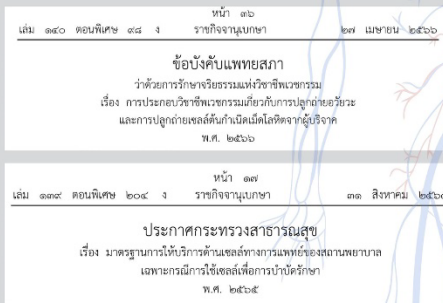 หน้า ๓๖
เล่ม ๑๔๐ ตอนพิเศษ ๙๘ ง ราชกิจจานุเบกษา ๒๗ เมษายน ๒๕๖๖
ข้อบังคับแพทยสภา
ว่าด้วยการรักษาจริยธรรมแห่งวิชาชีพเวชกรรม
เรื่อง การประกอบวิชาชีพเวชกรรมเกี่ยวกับการปลูกถ่ายอวัยวะ
และการปลูกถ่ายเซลล์ต้นกำเนิดเม็ดโลหิตจากผู้บริจาค
พ.ศ. ๒๕๖๖
หน้า ๑๗
เล่ม ๑๓๙ ตอนพิเศษ ๒๐๔ ง ราชกิจจานุเบกษา ๓๑ สิงหาคม ๒๕๖๕
ประกาศกระทรวงสาธารณสุข
เรื่อง มาตรฐานการให้บริการด้านเซลล์ทางการแพทย์ของสถานพยาบาล
เฉพาะกรณีการใช้เซลล์เพื่อการบำบัดรักษา
พ.ศ. ๒๕๖๕